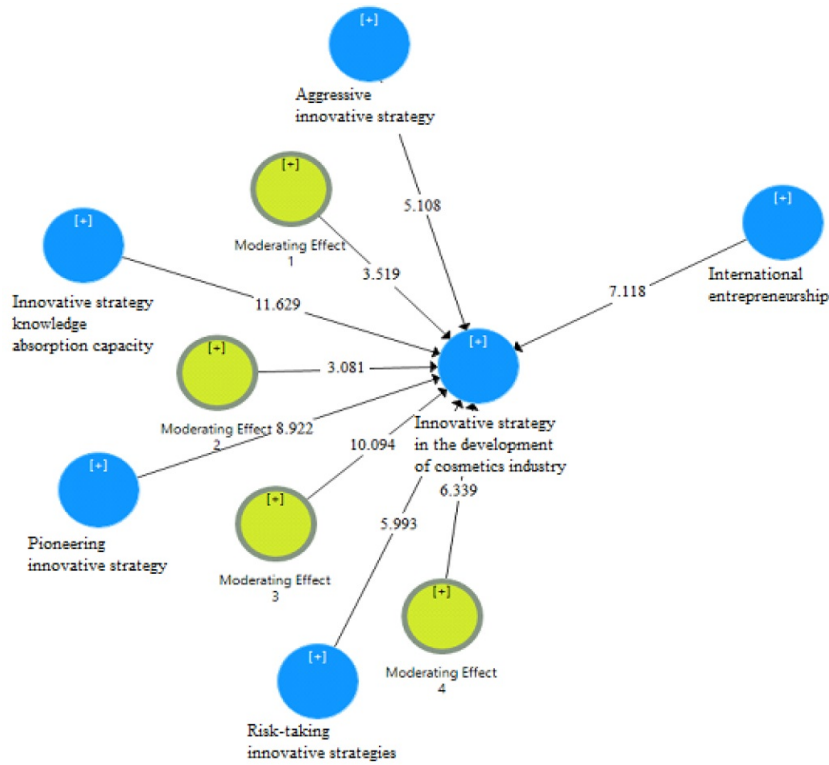 [+]
Aggressive
innovative strategy
[+]
Moderating Effect
1
[+]
Innovative strategy
knowledge
absorption capacity
[+]
International
entrepreneurship
5.108
3.519
7.118
11.629
[+]
Moderating Effect
2
3.081
[+]
Innovative strategy
in the development
of cosmetics industry
8.922
10.094
[+]
Pioneering
innovative strategy
[+]
Moderating Effect
3
5.993
6.339
[+]
Moderating Effect
4
[+]
Risk-taking
innovative strategies